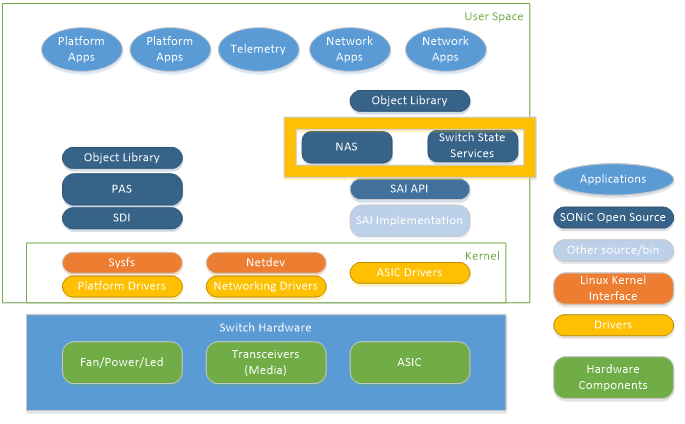 User Space
Platform
Apps
Platform
Apps
Telemetry
Network
Apps
Network
Apps
Object Library
NAS
Switch State
Services
Object Library
PAS
SDI
SAI API
SAI Implementation
Kernel
Sysfs
Netdev
ASIC Drivers
Platform Drivers
Networking Drivers
Switch Hardware
Fan/Power/Led
Transceivers
(Media)
ASIC
Applications
SONiC Open Source
Other source/bin
Linux Kernel
Interface
Drivers
Hardware
Components